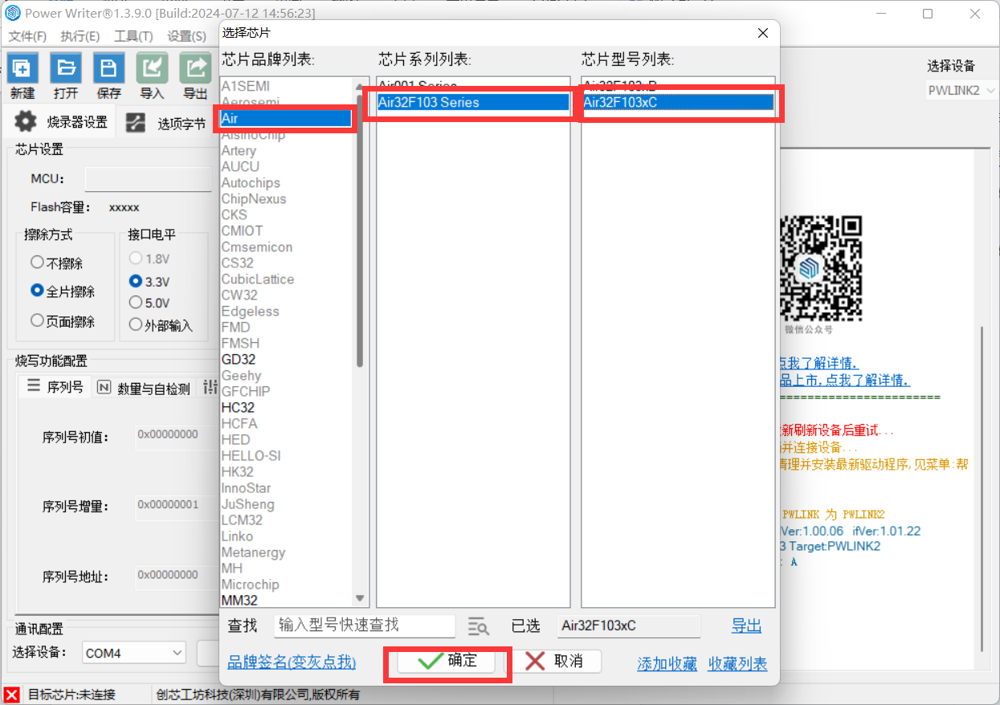 Power Writer®1.3.9.0 [Build:2024-07-12 14:56:23]
文件(F) 执行(E) 工具(T) 设置(S)
新建 打开 保存 导入 导出
烧录器设置 选项字节
芯片设置
MCU:
Flash容量: xxxxx
擦除方式
不擦除
全片擦除
页面擦除
接口电平
1.8V
3.3V
5.0V
外部输入
烧写功能配置
序列号 数量与自检测
序列号初值: 0x00000000
序列号增量: 0x00000001
序列号地址: 0x00000000
通讯配置
选择设备: COM4
目标芯片:未连接 创芯工坊科技(深圳)有限公司,版权所有
选择芯片
芯片品牌列表:
A1SEMI
Aerosemi
Air
AisinoChip
Artery
AUCU
Autochips
ChipNexus
CKS
CMIOT
Cmsemicon
CS32
CubicLattice
CW32
Edgeless
FMD
FMSH
GD32
Geehy
GFCHIP
HC32
HCFA
HED
HELLO-SI
HK32
InnoStar
JuSheng
LCM32
Linko
Metanergy
MH
Microchip
MM32
芯片系列列表:
Air001 Series
Air32F103 Series
芯片型号列表:
Air32F103xB
Air32F103xC
查找 输入型号快速查找 已选 Air32F103xC 导出
品牌签名(变灰点我) 确定 取消 添加收藏 收藏列表
选择设备
PWLINK2
微信公众号
点我了解详情.
品上市,点我了解详情.
=========================
新刷新设备后重试...
并连接设备...
清理并安装最新驱动程序,见菜单:帮
PWLINK 为 PWLINK2
Ver:1.00.06 ifVer:1.01.22
3 Target:PWLINK2
: A